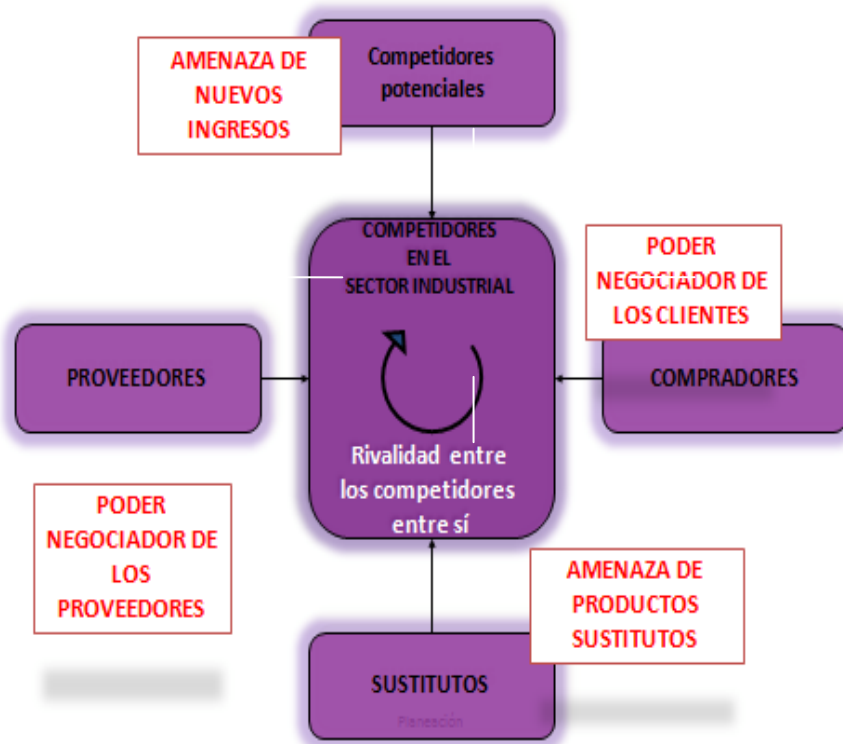 AMENAZA DE
NUEVOS
INGRESOS
Competidores
potenciales
COMPETIDORES
EN EL
SECTOR INDUSTRIAL
PODER
NEGOCIADOR DE
LOS CLIENTES
PROVEEDORES
COMPRADORES
Rivalidad entre
los competidores
entre sí
PODER
NEGOCIADOR DE
LOS
PROVEEDORES
AMENAZA DE
PRODUCTOS
SUSTITUTOS
SUSTITUTOS
Planeación